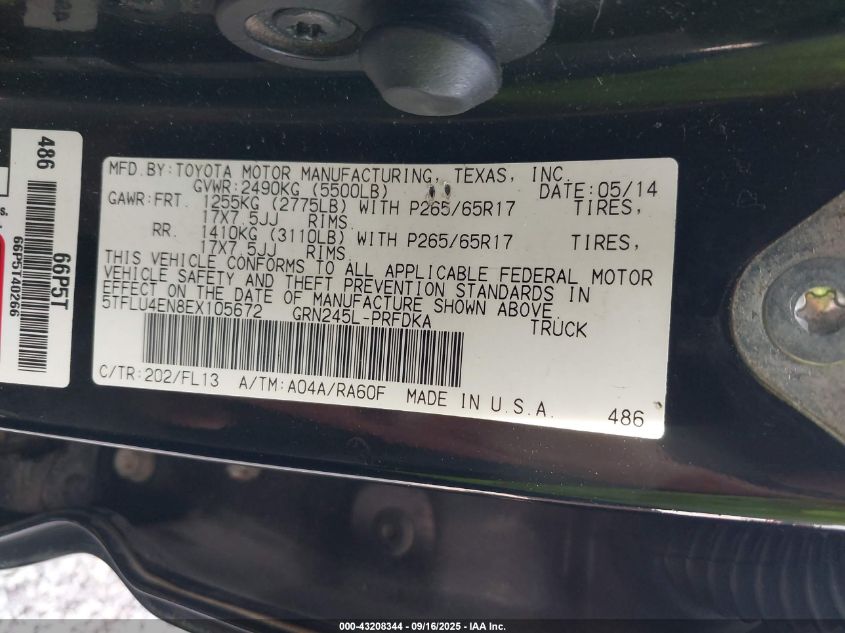 486
66P5T
66P5T40266
s.
MFD.BY:TOYOTA MOTOR MANUFACTURING, TEXAS, INC.
GVWR:2490KG (5500LB) DATE:05/14
GAWR:FRT. 1255KG (2775LB) WITH P265/65R17 TIRES,
17X7.5JJ RIMS
RR. 1410KG (3110LB) WITH P265/65R17 TIRES,
17X7.5JJ RIMS
THIS VEHICLE CONFORMS TO ALL APPLICABLE FEDERAL MOTOR
VEHICLE SAFETY AND THEFT PREVENTION STANDARDS IN
EFFECT ON THE DATE OF MANUFACTURE SHOWN ABOVE.
5TFLU4EN8EX105672 GRN245L-PRFDKA TRUCK
C/TR:202/FL13 A/TM:A04A/RA60F MADE IN U.S.A.
486
000-43208344 - 09/16/2025 - IAA Inc.